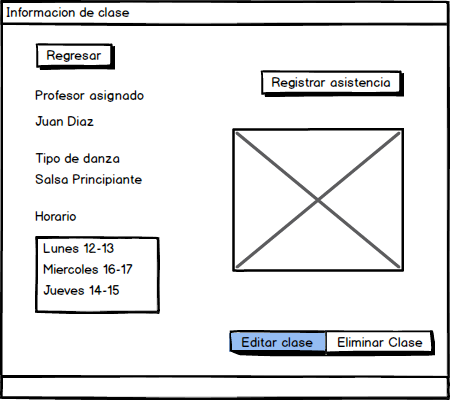 Informacion de clase
Regresar
Registrar asistencia
Profesor asignado
Juan Diaz
Tipo de danza
Salsa Principiante
Horario
Lunes 12-13
Miercoles 16-17
Jueves 14-15
Editar clase
Eliminar Clase